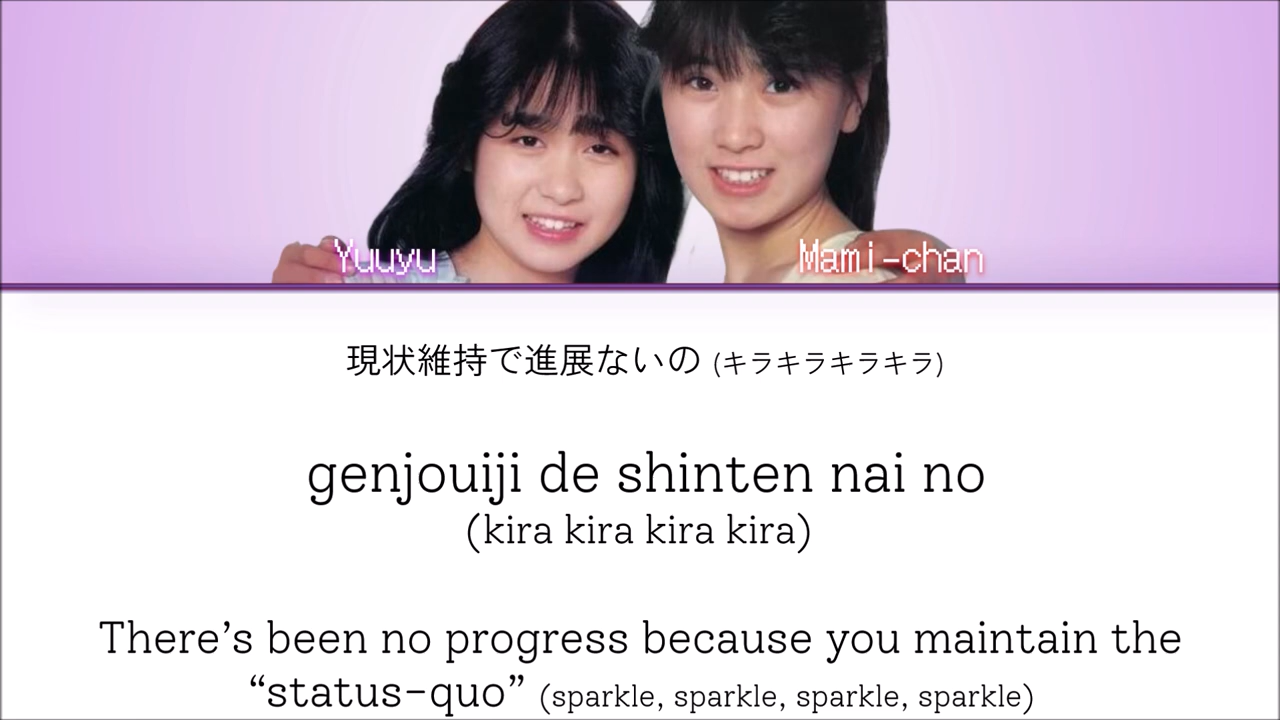 Yuuyu
Mami-chan
現状維持で進展ないの (キラキラキラキラ)
genjouiji de shinten nai no
(kira kira kira kira)
There’s been no progress because you maintain the
“status-quo” (sparkle, sparkle, sparkle, sparkle)